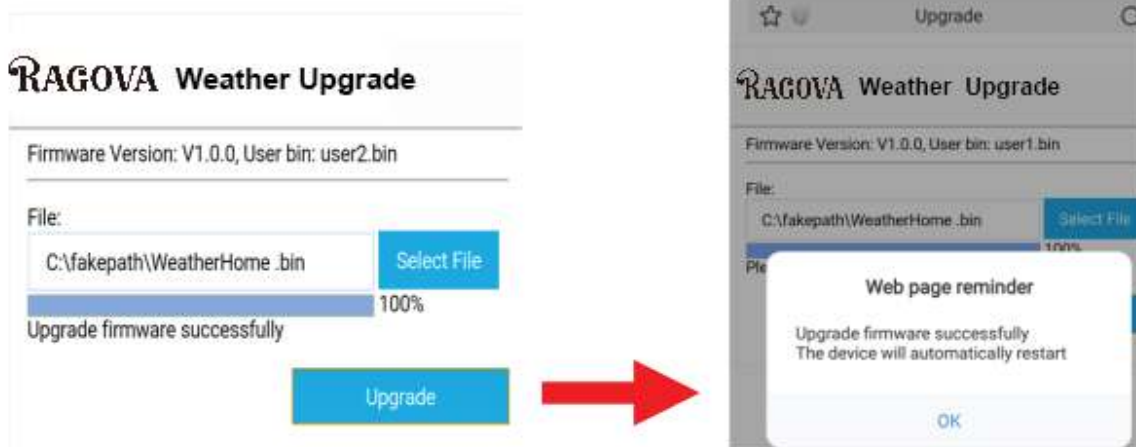 RAGOVA Weather Upgrade
Firmware Version: V1.0.0, User bin: user2.bin
File:
C:\fakepath\WeatherHome .bin
Select File
100%
Upgrade firmware successfully
Upgrade
Upgrade
RAGOVA Weather Upgrade
Firmware Version: V1.0.0, User bin: user1.bin
File:
C:\fakepath\WeatherHome .bin
Select File
100%
Ple
Web page reminder
Upgrade firmware successfully
The device will automatically restart
OK